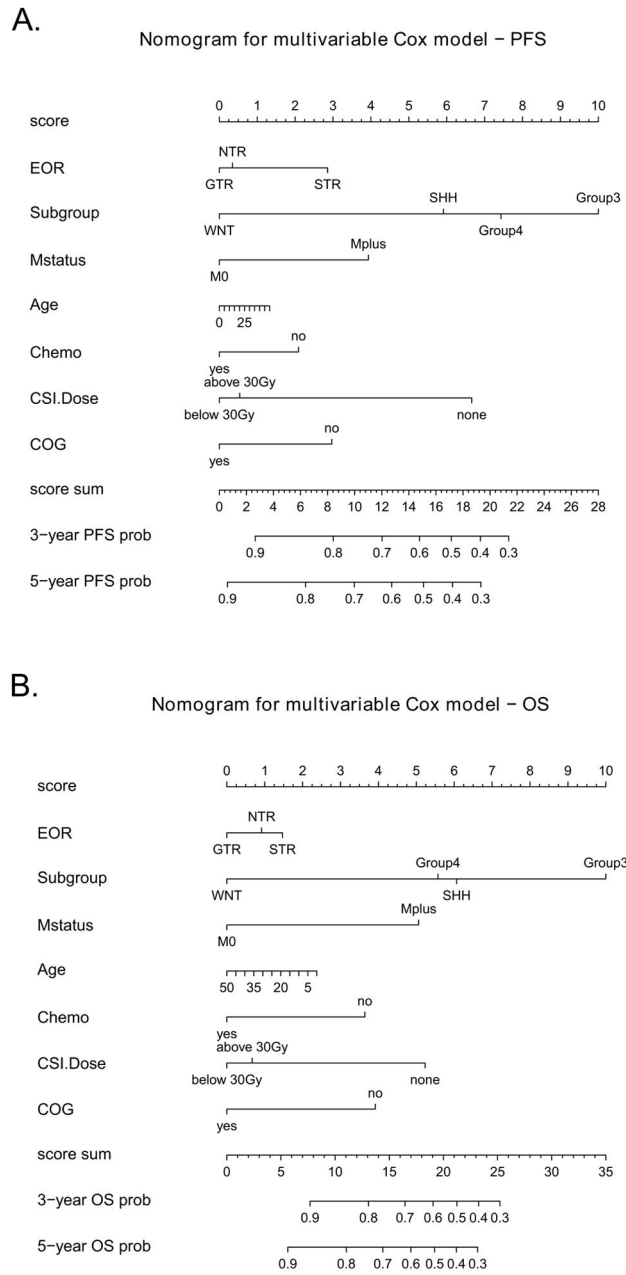 A.
Nomogram for multivariable Cox model − PFS
0 1 2 3 4 5 6 7 8 9 10
score
NTR
EOR
GTR STR
SHH Group3
Subgroup
WNT Group4
Mplus
Mstatus
M0
Age
0 25
no
Chemo
yes
above 30Gy
CSI.Dose
below 30Gy none
no
COG
yes
score sum
0 2 4 6 8 10 12 14 16 18 20 22 24 26 28
3−year PFS prob
0.9 0.8 0.7 0.6 0.5 0.4 0.3
5−year PFS prob
0.9 0.8 0.7 0.6 0.5 0.4 0.3
B.
Nomogram for multivariable Cox model − OS
0 1 2 3 4 5 6 7 8 9 10
score
NTR
EOR
GTR STR
Group4 Group3
Subgroup
WNT SHH
Mplus
Mstatus
M0
Age
50 35 20 5
no
Chemo
yes
above 30Gy
CSI.Dose
below 30Gy none
no
COG
yes
score sum
0 5 10 15 20 25 30 35
3−year OS prob
0.9 0.8 0.7 0.6 0.5 0.4 0.3
5−year OS prob
0.9 0.8 0.7 0.6 0.5 0.4 0.3